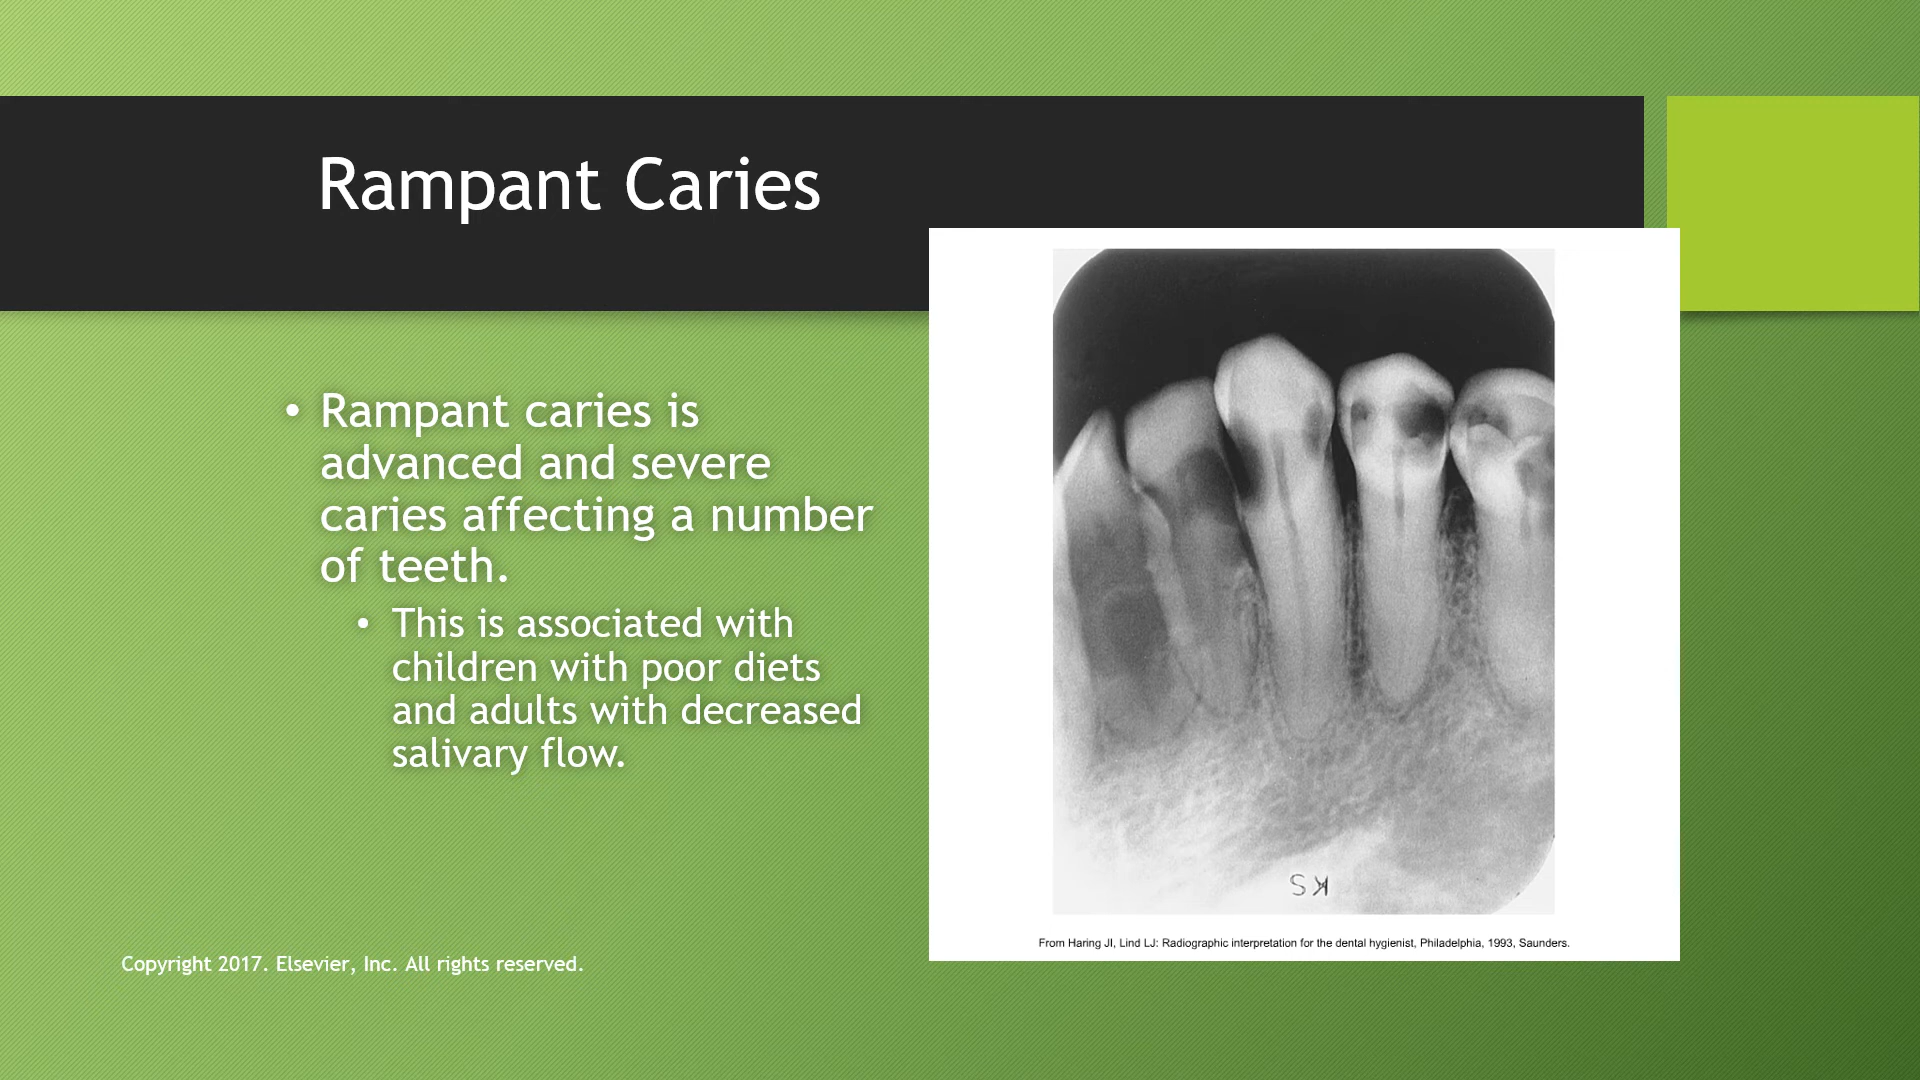 Rampant Caries
• Rampant caries is
advanced and severe
caries affecting a number
of teeth.
• This is associated with
children with poor diets
and adults with decreased
salivary flow.
SK
From Haring JI, Lind LJ: Radiographic interpretation for the dental hygienist, Philadelphia, 1993, Saunders.
Copyright 2017. Elsevier, Inc. All rights reserved.